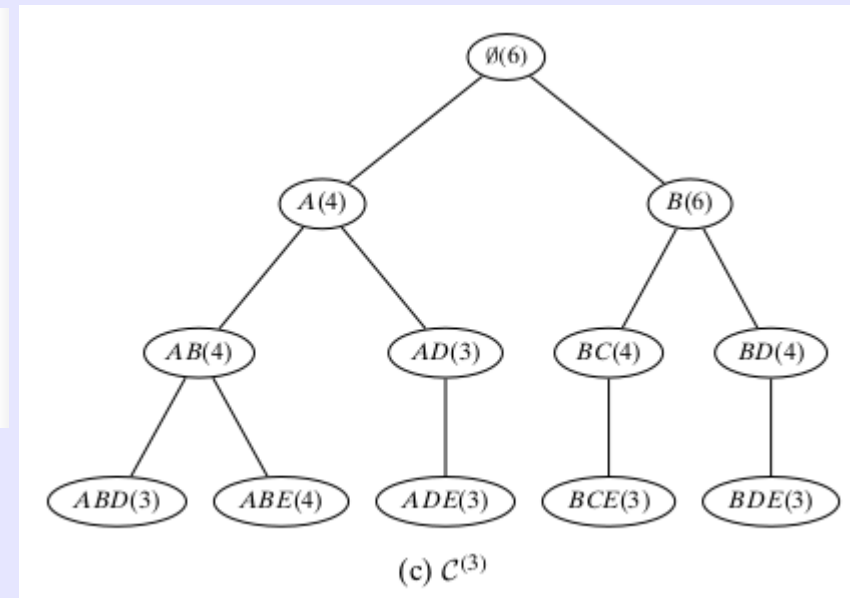 ∅(6)
A(4) B(6)
AB(4) AD(3) BC(4) BD(4)
ABD(3) ABE(4) ADE(3) BCE(3) BDE(3)
(c) 𝒞⁽³⁾